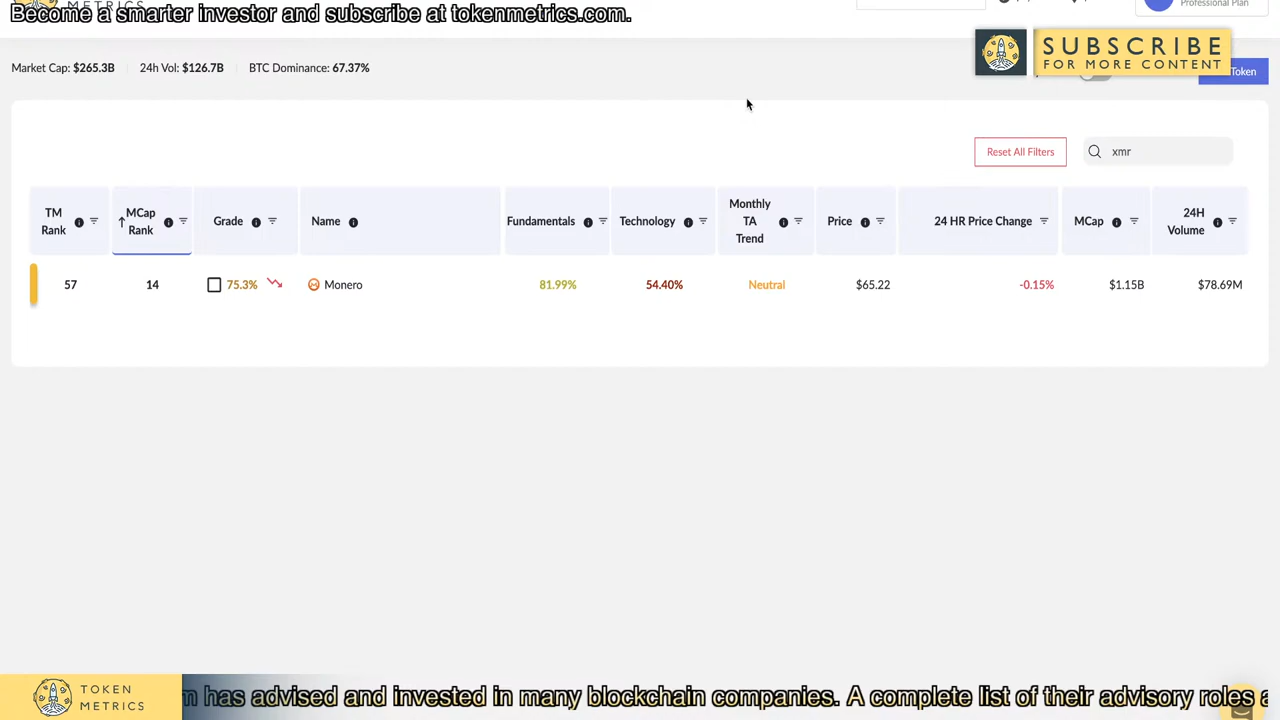 METRICS
Become a smarter investor and subscribe at tokenmetrics.com.
Professional Plan
SUBSCRIBE
FOR MORE CONTENT
Market Cap: $265.3B 24h Vol: $126.7B BTC Dominance: 67.37%
Token
Reset All Filters
xmr
TM Rank
MCap Rank
Grade
Name
Fundamentals
Technology
Monthly TA Trend
Price
24 HR Price Change
MCap
24H Volume
57 14 75.3% Monero 81.99% 54.40% Neutral $65.22 -0.15% $1.15B $78.69M
TOKEN
METRICS
has advised and invested in many blockchain companies. A complete list of their advisory roles